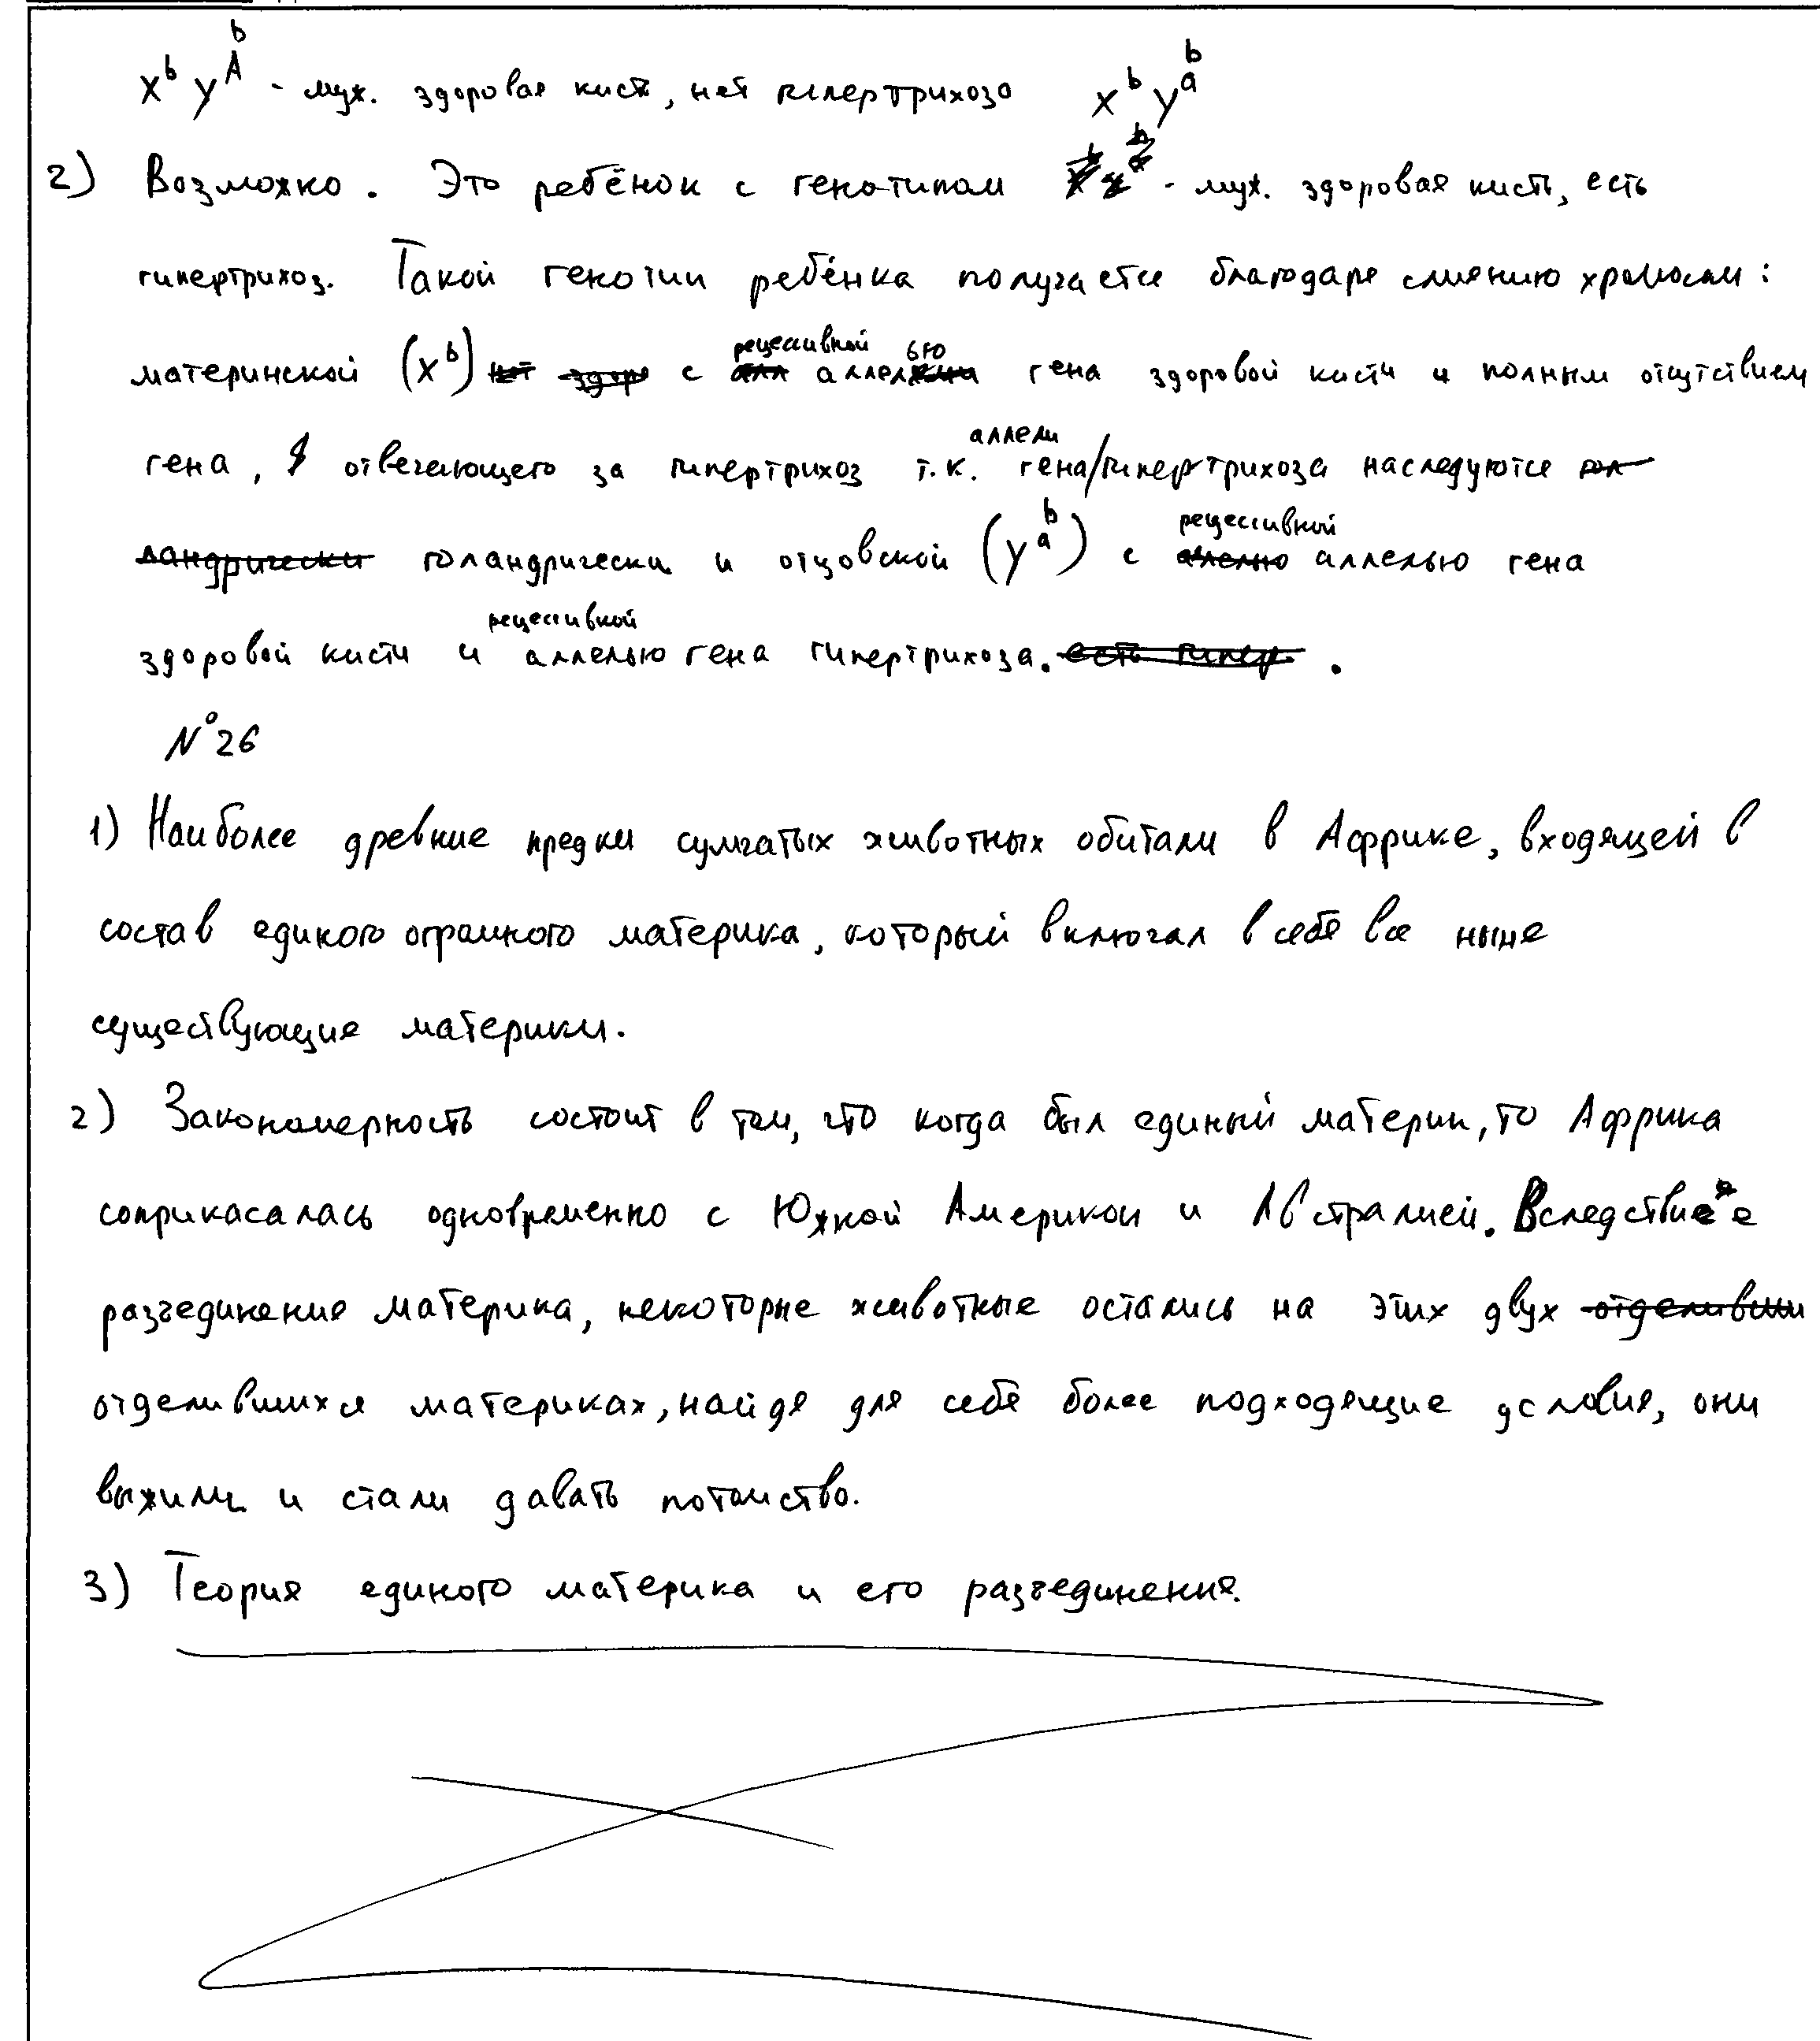 X^b Y^A^b - муж. здоровая кисть, нет гипертрихоза X^b Y^a^b
2) Возможно. Это ребёнок с генотипом - муж. здоровая кисть, есть
гипертрихоз. Такой генотип ребёнка получается благодаря слиянию хромосом:
материнской (X^b) с рецессивной аллелью гена здоровой кисти и полным отсутствием
гена, отвечающего за гипертрихоз т.к. аллели гена/гипертрихоза наследуются
голандрически и отцовской (Y^a^b) с рецессивной аллелью гена
здоровой кисти и рецессивной аллелью гена гипертрихоза.
№26
1) Наиболее древние предки сумчатых животных обитали в Африке, входящей в
состав единого огромного материка, который включал в себя все ныне
существующие материки.
2) Закономерность состоит в том, что когда был единый материк, то Африка
соприкасалась одновременно с Южной Америкой и Австралией. Вследствие
разъединения материка, некоторые животные остались на этих двух
отделившихся материках, найдя для себя более подходящие условия, они
выжили и стали давать потомство.
3) Теория единого материка и его разъединения.